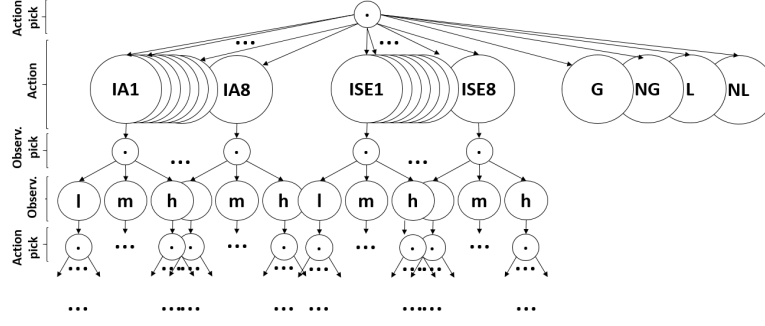 Action pick
...
...
Action
IA1 IA8 ISE1 ISE8 G NG L NL
Observ. pick
...
...
Observ.
l m h m h l m h m h
Action pick
... ... ... ...
... ... ... ... ... ...
... ... ... ... ... ...